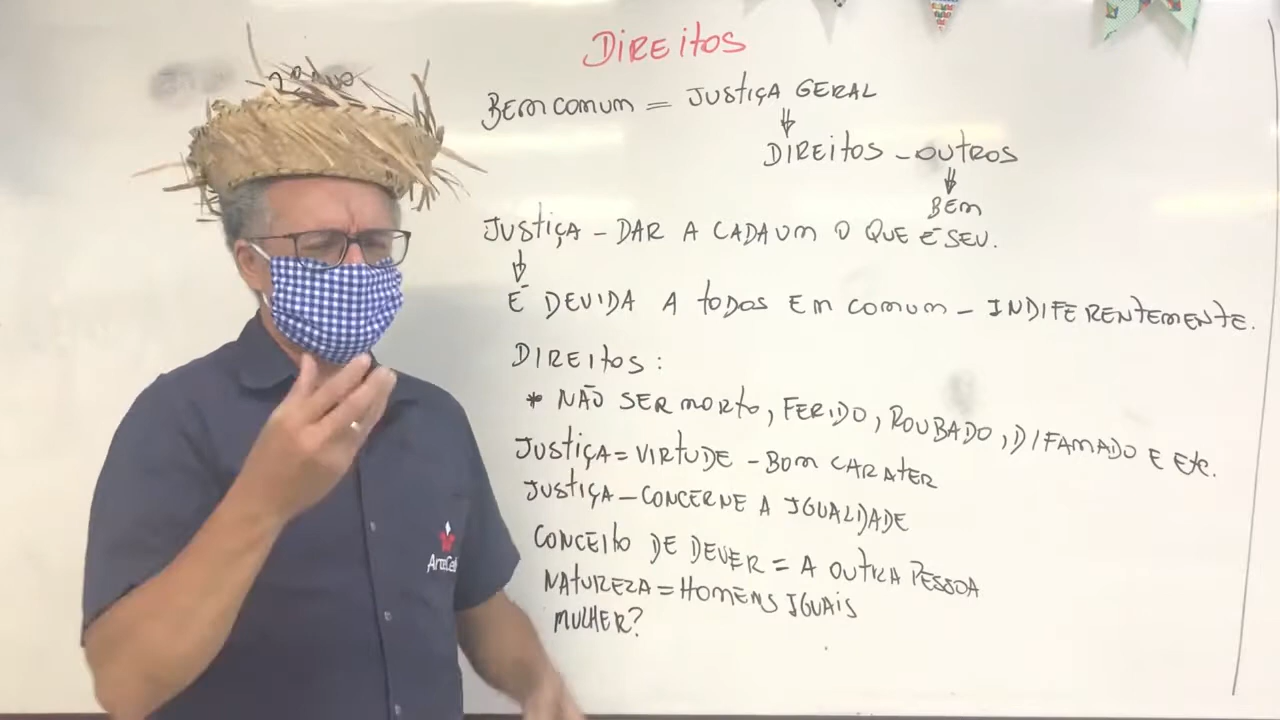 DIREITOS
BEM COMUM = JUSTIÇA GERAL
DIREITOS - OUTROS
BEM
JUSTIÇA - DAR A CADA UM O QUE É SEU.
É DEVIDA A TODOS EM COMUM - INDIFERENTEMENTE.
DIREITOS:
* NÃO SER MORTO, FERIDO, ROUBADO, DIFAMADO E ETC.
JUSTIÇA = VIRTUDE - BOM CARATER
JUSTIÇA - CONCERNE A IGUALDADE
CONCEITO DE DEVER = A OUTRA PESSOA
NATUREZA = HOMENS IGUAIS
MULHER?